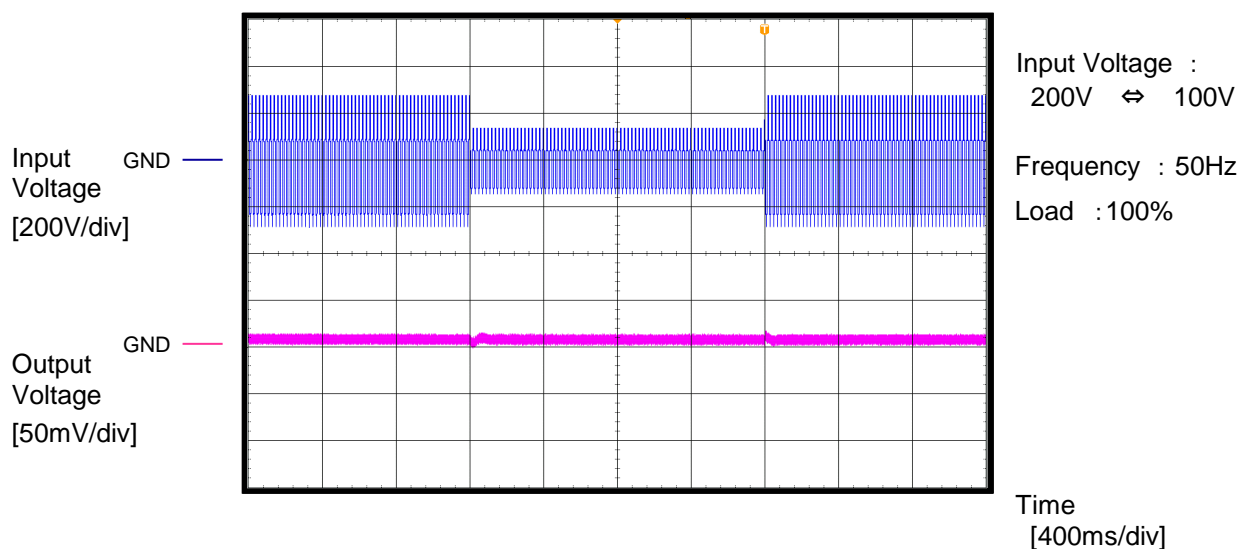 Input Voltage :
200V ⇔ 100V
Frequency : 50Hz
Load :100%
Input
Voltage
[200V/div]
GND
Output
Voltage
[50mV/div]
GND
T
Time
[400ms/div]